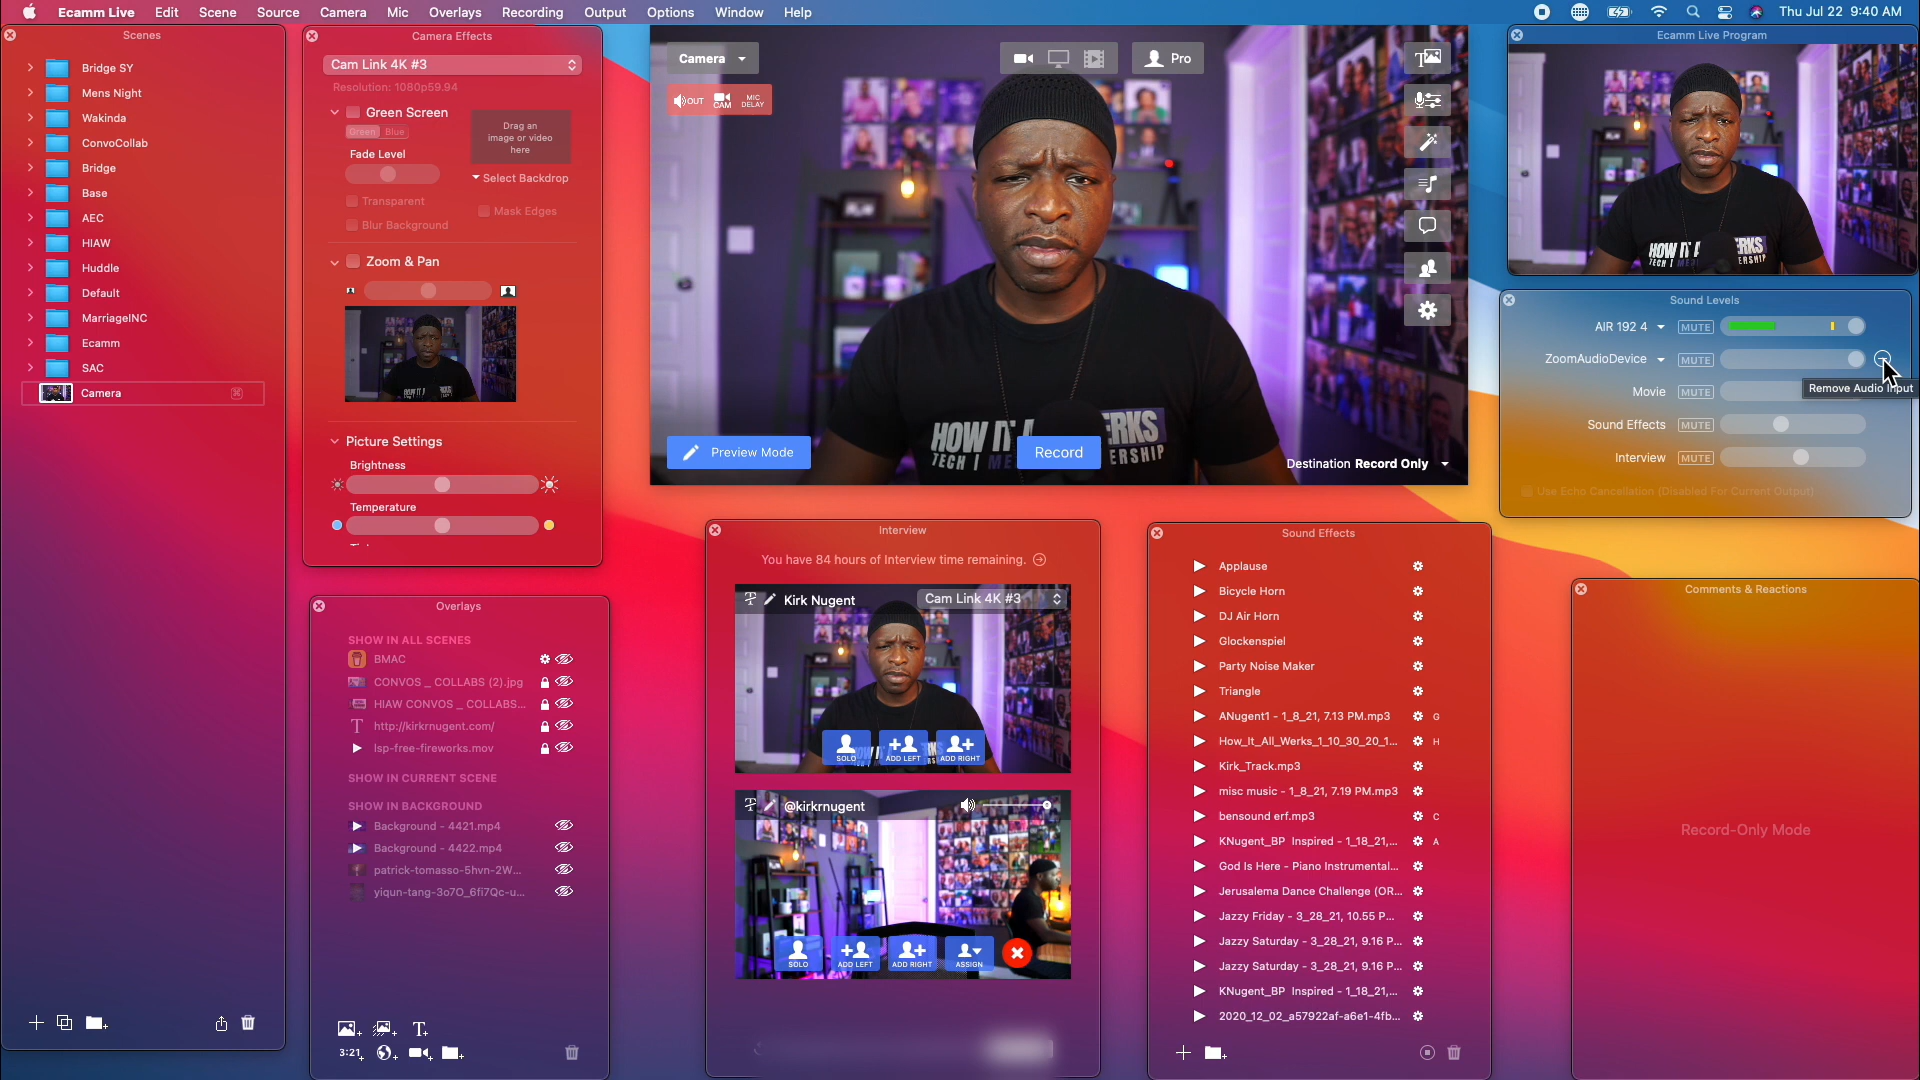 Ecamm Live Edit Scene Source Camera Mic Overlays Recording Output Options Window Help Thu Jul 22 9:40 AM
Scenes
Bridge SY
Mens Night
Wakinda
ConvoCollab
Bridge
Base
AEC
HIAW
Huddle
Default
MarriageINC
Ecamm
SAC
Camera
Camera Effects
Cam Link 4K #3
Resolution: 1080p59.94
Green Screen
Green Blue
Drag an
image or video
here
Fade Level
Select Backdrop
Transparent
Mask Edges
Blur Background
Zoom & Pan
Picture Settings
Brightness
Temperature
Overlays
SHOW IN ALL SCENES
BMAC
CONVOS _ COLLABS (2).jpg
HIAW CONVOS _ COLLABS...
http://kirkrnugent.com/
lsp-free-fireworks.mov
SHOW IN CURRENT SCENE
SHOW IN BACKGROUND
Background - 4421.mp4
Background - 4422.mp4
patrick-tomasso-5hvn-2W...
yiqun-tang-3o7O_6fi7Qc-u...
3:21
Camera
Pro
OUT CAM MIC DELAY
Preview Mode
Record
Destination Record Only
Interview
You have 84 hours of Interview time remaining.
Kirk Nugent
Cam Link 4K #3
SOLO ADD LEFT ADD RIGHT
@kirkrnugent
SOLO ADD LEFT ADD RIGHT ASSIGN
Sound Effects
Applause
Bicycle Horn
DJ Air Horn
Glockenspiel
Party Noise Maker
Triangle
ANugent1 - 1_8_21, 7.13 PM.mp3 G
How_It_All_Werks_1_10_30_20_1... H
Kirk_Track.mp3
misc music - 1_8_21, 7.19 PM.mp3
bensound erf.mp3 C
KNugent_BP Inspired - 1_18_21,... A
God Is Here - Piano Instrumental...
Jerusalema Dance Challenge (OR...
Jazzy Friday - 3_28_21, 10.55 P...
Jazzy Saturday - 3_28_21, 9.16 P...
Jazzy Saturday - 3_28_21, 9.16 P...
KNugent_BP Inspired - 1_18_21,...
2020_12_02_a57922af-a6e1-4fb...
Ecamm Live Program
Sound Levels
AIR 192 4 MUTE
ZoomAudioDevice MUTE
Remove Audio Input
Movie MUTE
Sound Effects MUTE
Interview MUTE
Use Echo Cancellation (Disabled For Current Output)
Comments & Reactions
Record-Only Mode